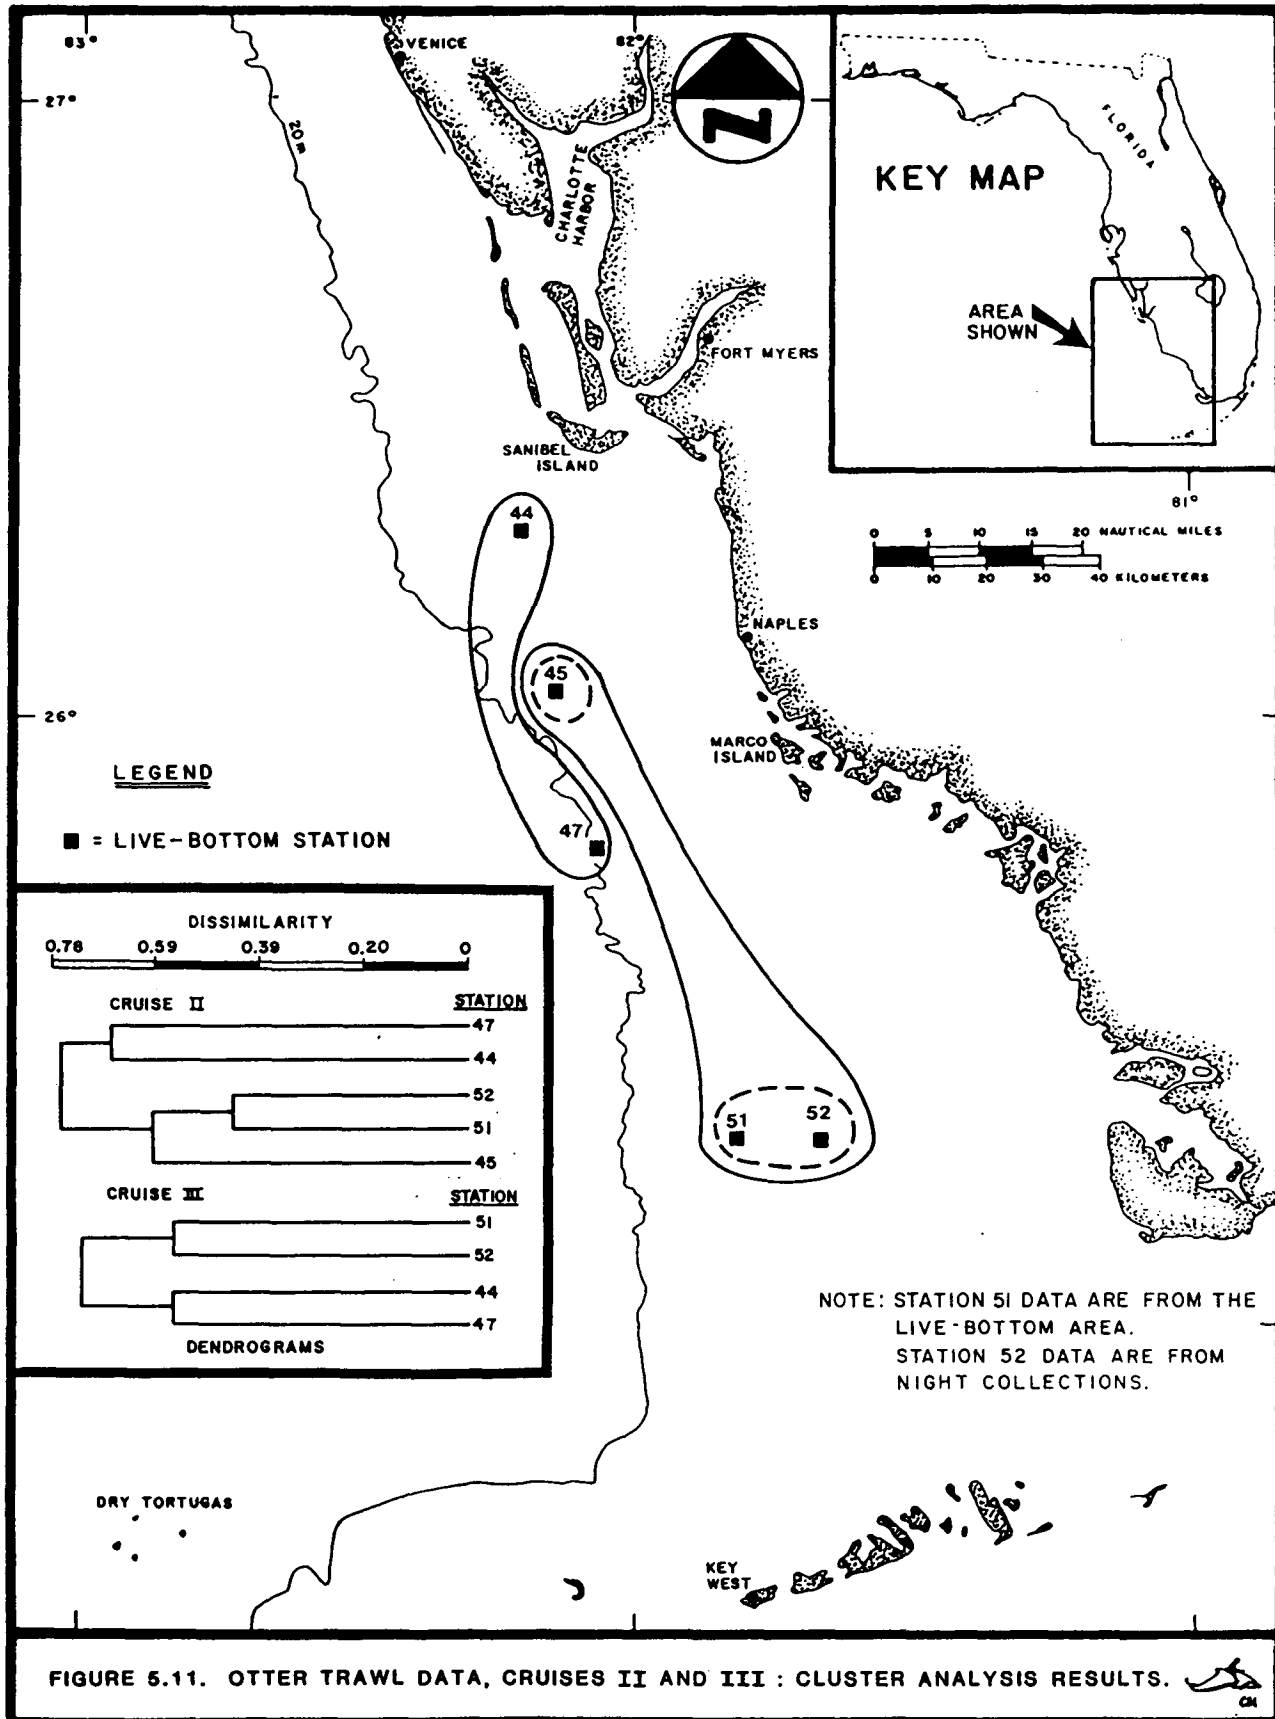 83°
82°
VENICE
27°
20m
CHARLOTTE
HARBOR
N
FLORIDA
KEY MAP
AREA
SHOWN
FORT MYERS
SANIBEL
ISLAND
81°
0 5 10 15 20 NAUTICAL MILES
0 10 20 30 40 KILOMETERS
44
NAPLES
45
26°
MARCO
ISLAND
LEGEND
■ = LIVE-BOTTOM STATION
47
DISSIMILARITY
0.78 0.59 0.39 0.20 0
CRUISE II STATION
47
44
52
51
45
CRUISE III STATION
51
52
44
47
DENDROGRAMS
51 52
NOTE: STATION 51 DATA ARE FROM THE
LIVE-BOTTOM AREA.
STATION 52 DATA ARE FROM
NIGHT COLLECTIONS.
DRY TORTUGAS
KEY
WEST
FIGURE 5.11. OTTER TRAWL DATA, CRUISES II AND III : CLUSTER ANALYSIS RESULTS.